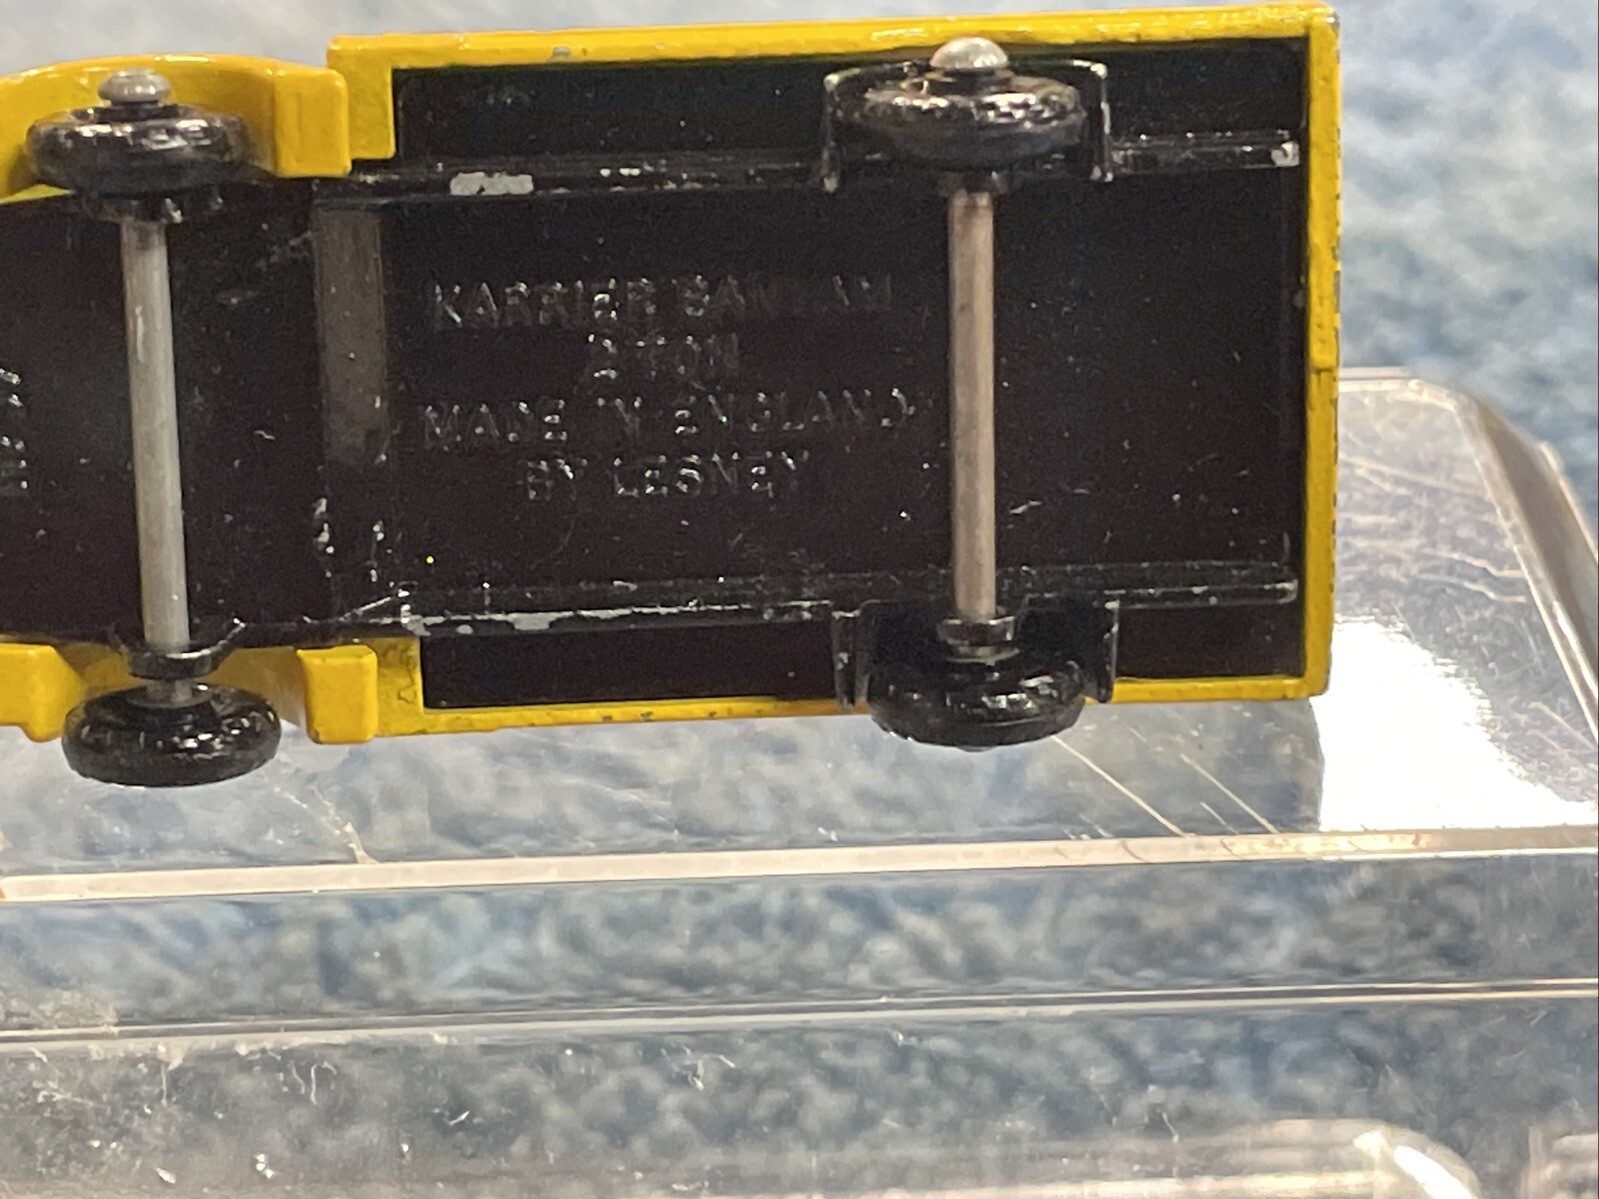 KARRIER BANTAM
2 TON
MADE IN ENGLAND
BY LESNEY